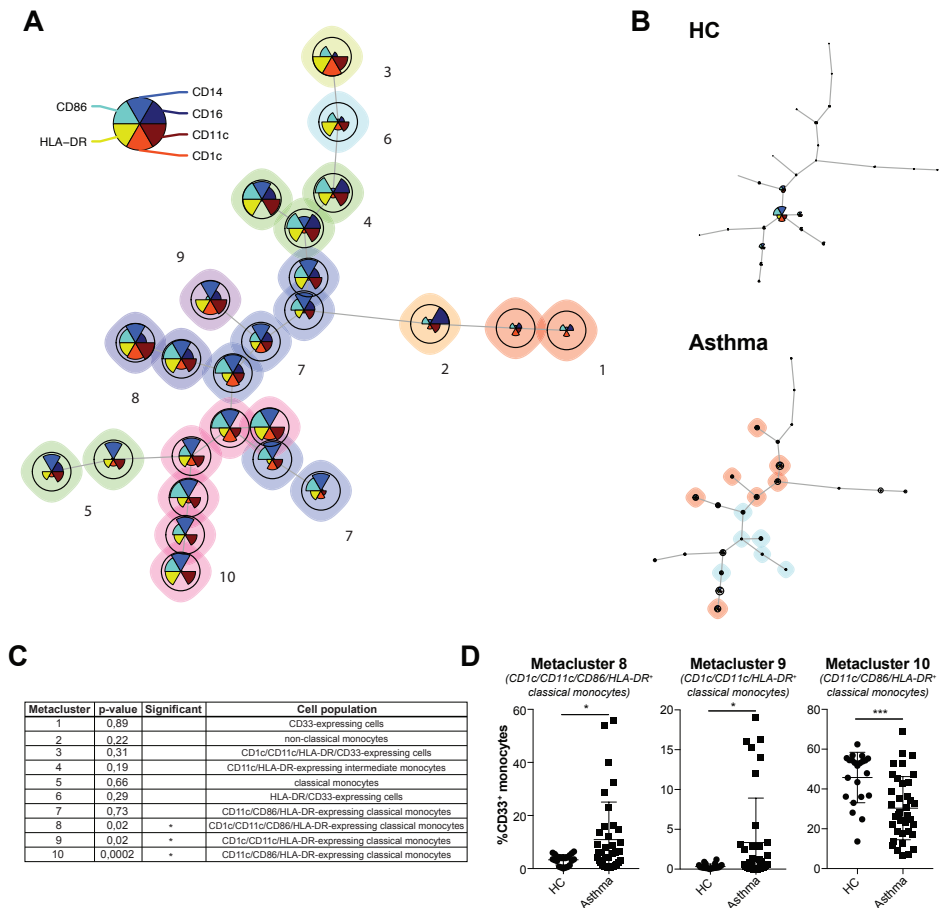 A
CD86
HLA-DR
CD14
CD16
CD11c
CD1c
3
6
4
9
7
2
1
8
5
7
10
B
HC
Asthma
C
Metacluster p-value Significant Cell population
1 0,89 CD33-expressing cells
2 0,22 non-classical monocytes
3 0,31 CD1c/CD11c/HLA-DR/CD33-expressing cells
4 0,19 CD11c/HLA-DR-expressing intermediate monocytes
5 0,66 classical monocytes
6 0,29 HLA-DR/CD33-expressing cells
7 0,73 CD11c/CD86/HLA-DR-expressing classical monocytes
8 0,02 * CD1c/CD11c/CD86/HLA-DR-expressing classical monocytes
9 0,02 * CD1c/CD11c/HLA-DR-expressing classical monocytes
10 0,0002 * CD11c/CD86/HLA-DR-expressing classical monocytes
D
Metacluster 8
(CD1c/CD11c/CD86/HLA-DR+
classical monocytes)
%CD33+ monocytes
60
40
20
0
*
HC
Asthma
Metacluster 9
(CD1c/CD11c/HLA-DR+
classical monocytes)
20
15
10
5
0
*
HC
Asthma
Metacluster 10
(CD11c/CD86/HLA-DR+
classical monocytes)
80
60
40
20
0
***
HC
Asthma